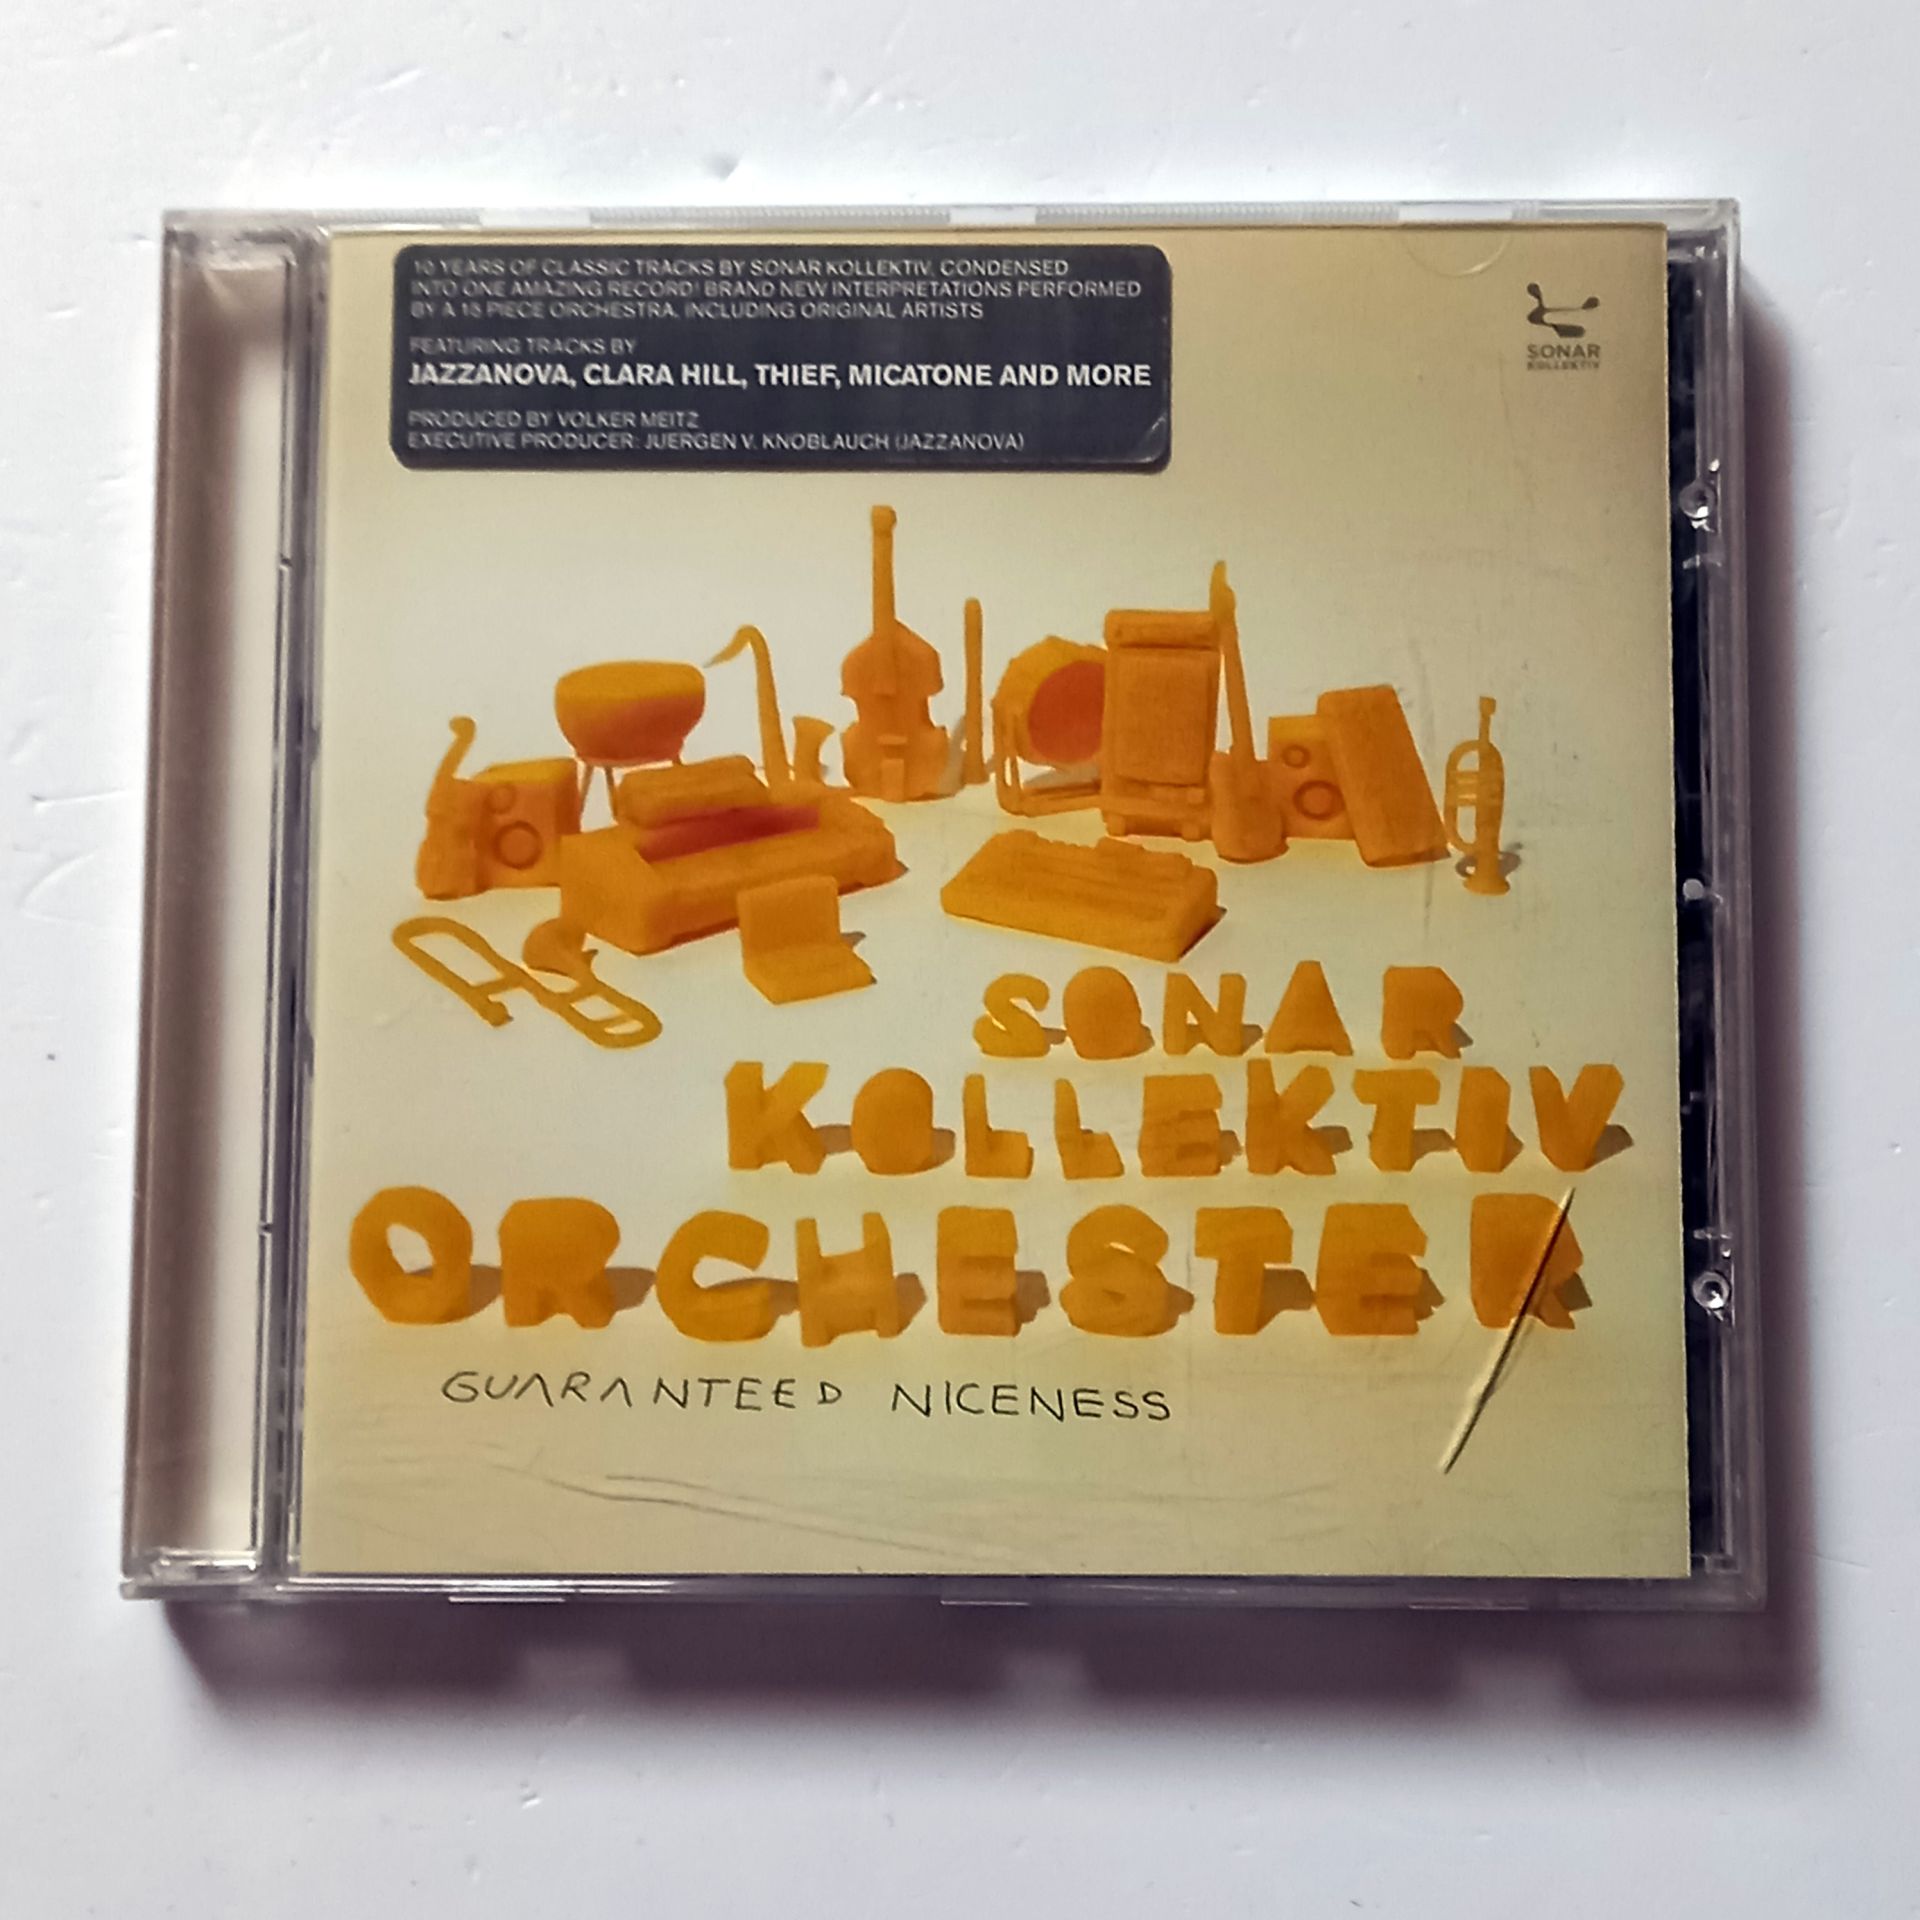 10 YEARS OF CLASSIC TRACKS BY SONAR KOLLEKTIV, CONDENSED
INTO ONE AMAZING RECORD! BRAND NEW INTERPRETATIONS PERFORMED
BY A 15 PIECE ORCHESTRA, INCLUDING ORIGINAL ARTISTS
FEATURING TRACKS BY
JAZZANOVA, CLARA HILL, THIEF, MICATONE AND MORE
PRODUCED BY VOLKER MEITZ
EXECUTIVE PRODUCER: JUERGEN V. KNOBLAUCH (JAZZANOVA)
SONAR
KOLLEKTIV
SONAR
KOLLEKTIV
ORCHESTER
GUARANTEED NICENESS